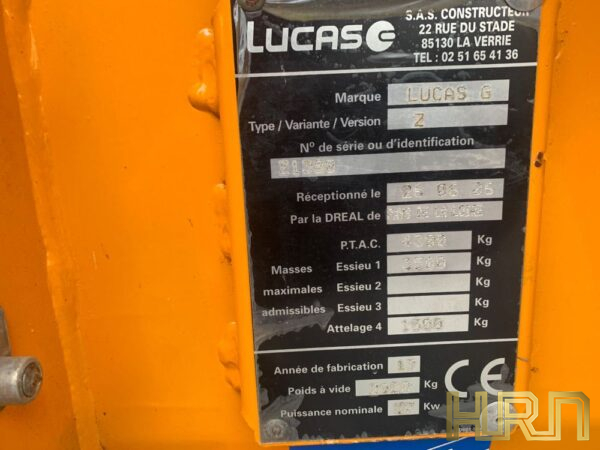 LUCAS G
S.A.S. CONSTRUCTEUR
22 RUE DU STADE
85130 LA VERRIE
TEL : 02 51 65 41 36
Marque LUCAS G
Type / Variante / Version Z
N° de série ou d'identification
Réceptionné le
Par la DREAL de
P.T.A.C. Kg
Masses maximales admissibles
Essieu 1 Kg
Essieu 2 Kg
Essieu 3 Kg
Attelage 4 Kg
Année de fabrication 17
Poids à vide Kg
Puissance nominale Kw
CE
HRN